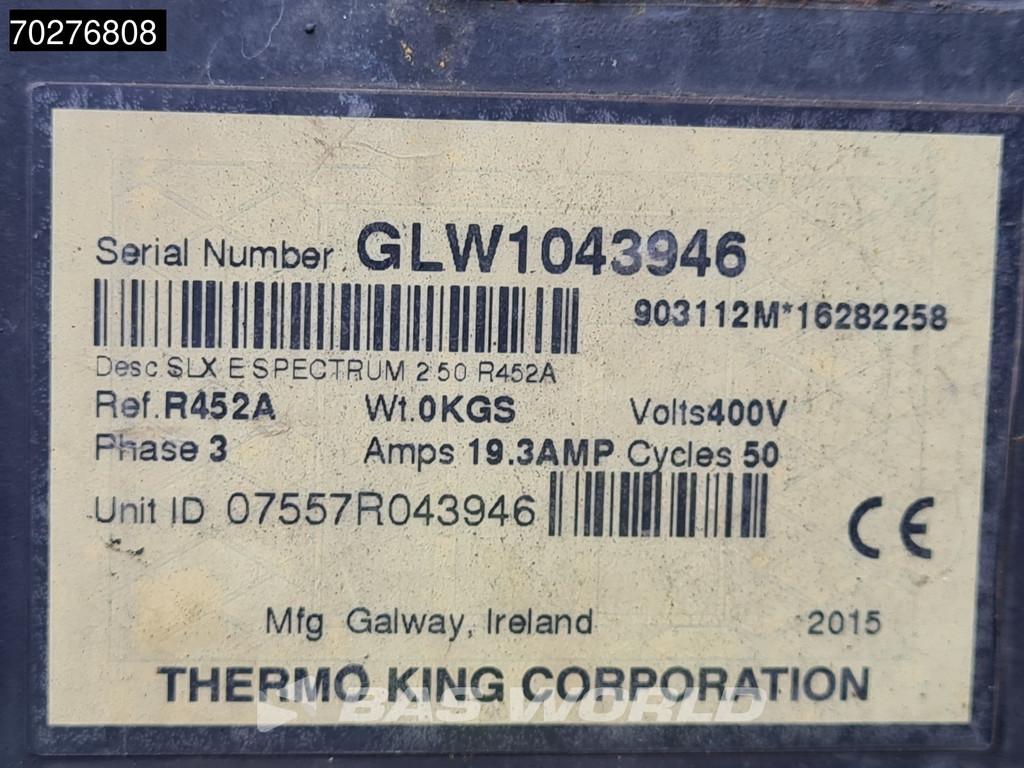 70276808
Serial Number GLW1043946
903112M*16282258
Desc SLX E SPECTRUM 2 50 R452A
Ref.R452A Wt.0KGS Volts400V
Phase 3 Amps 19.3AMP Cycles 50
Unit ID 07557R043946
CE
Mfg Galway, Ireland 2015
THERMO KING CORPORATION
BAS WORLD